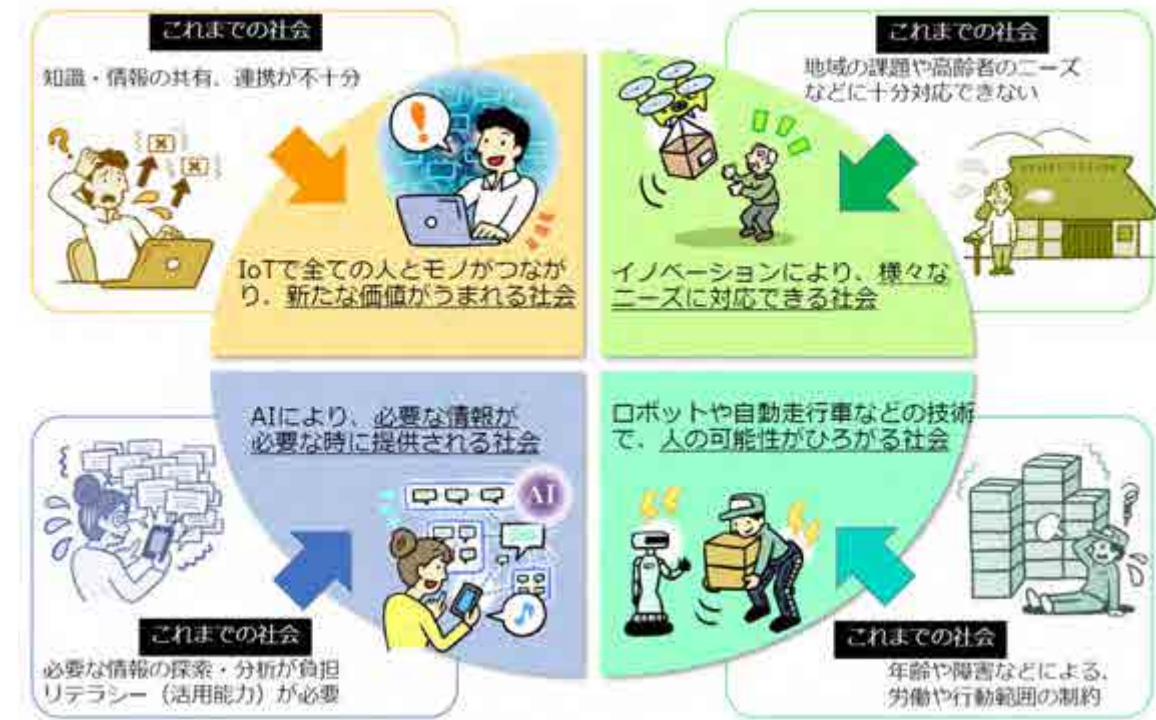 これまでの社会
知識・情報の共有、連携が不十分
IoTで全ての人とモノがつなが
り、新たな価値がうまれる社会
これまでの社会
地域の課題や高齢者のニーズ
などに十分対応できない
イノベーションにより、様々な
ニーズに対応できる社会
AIにより、必要な情報が
必要な時に提供される社会
AI
これまでの社会
必要な情報の探索・分析が負担
リテラシー（活用能力）が必要
ロボットや自動走行車などの技術
で、人の可能性がひろがる社会
これまでの社会
年齢や障害などによる、
労働や行動範囲の制約